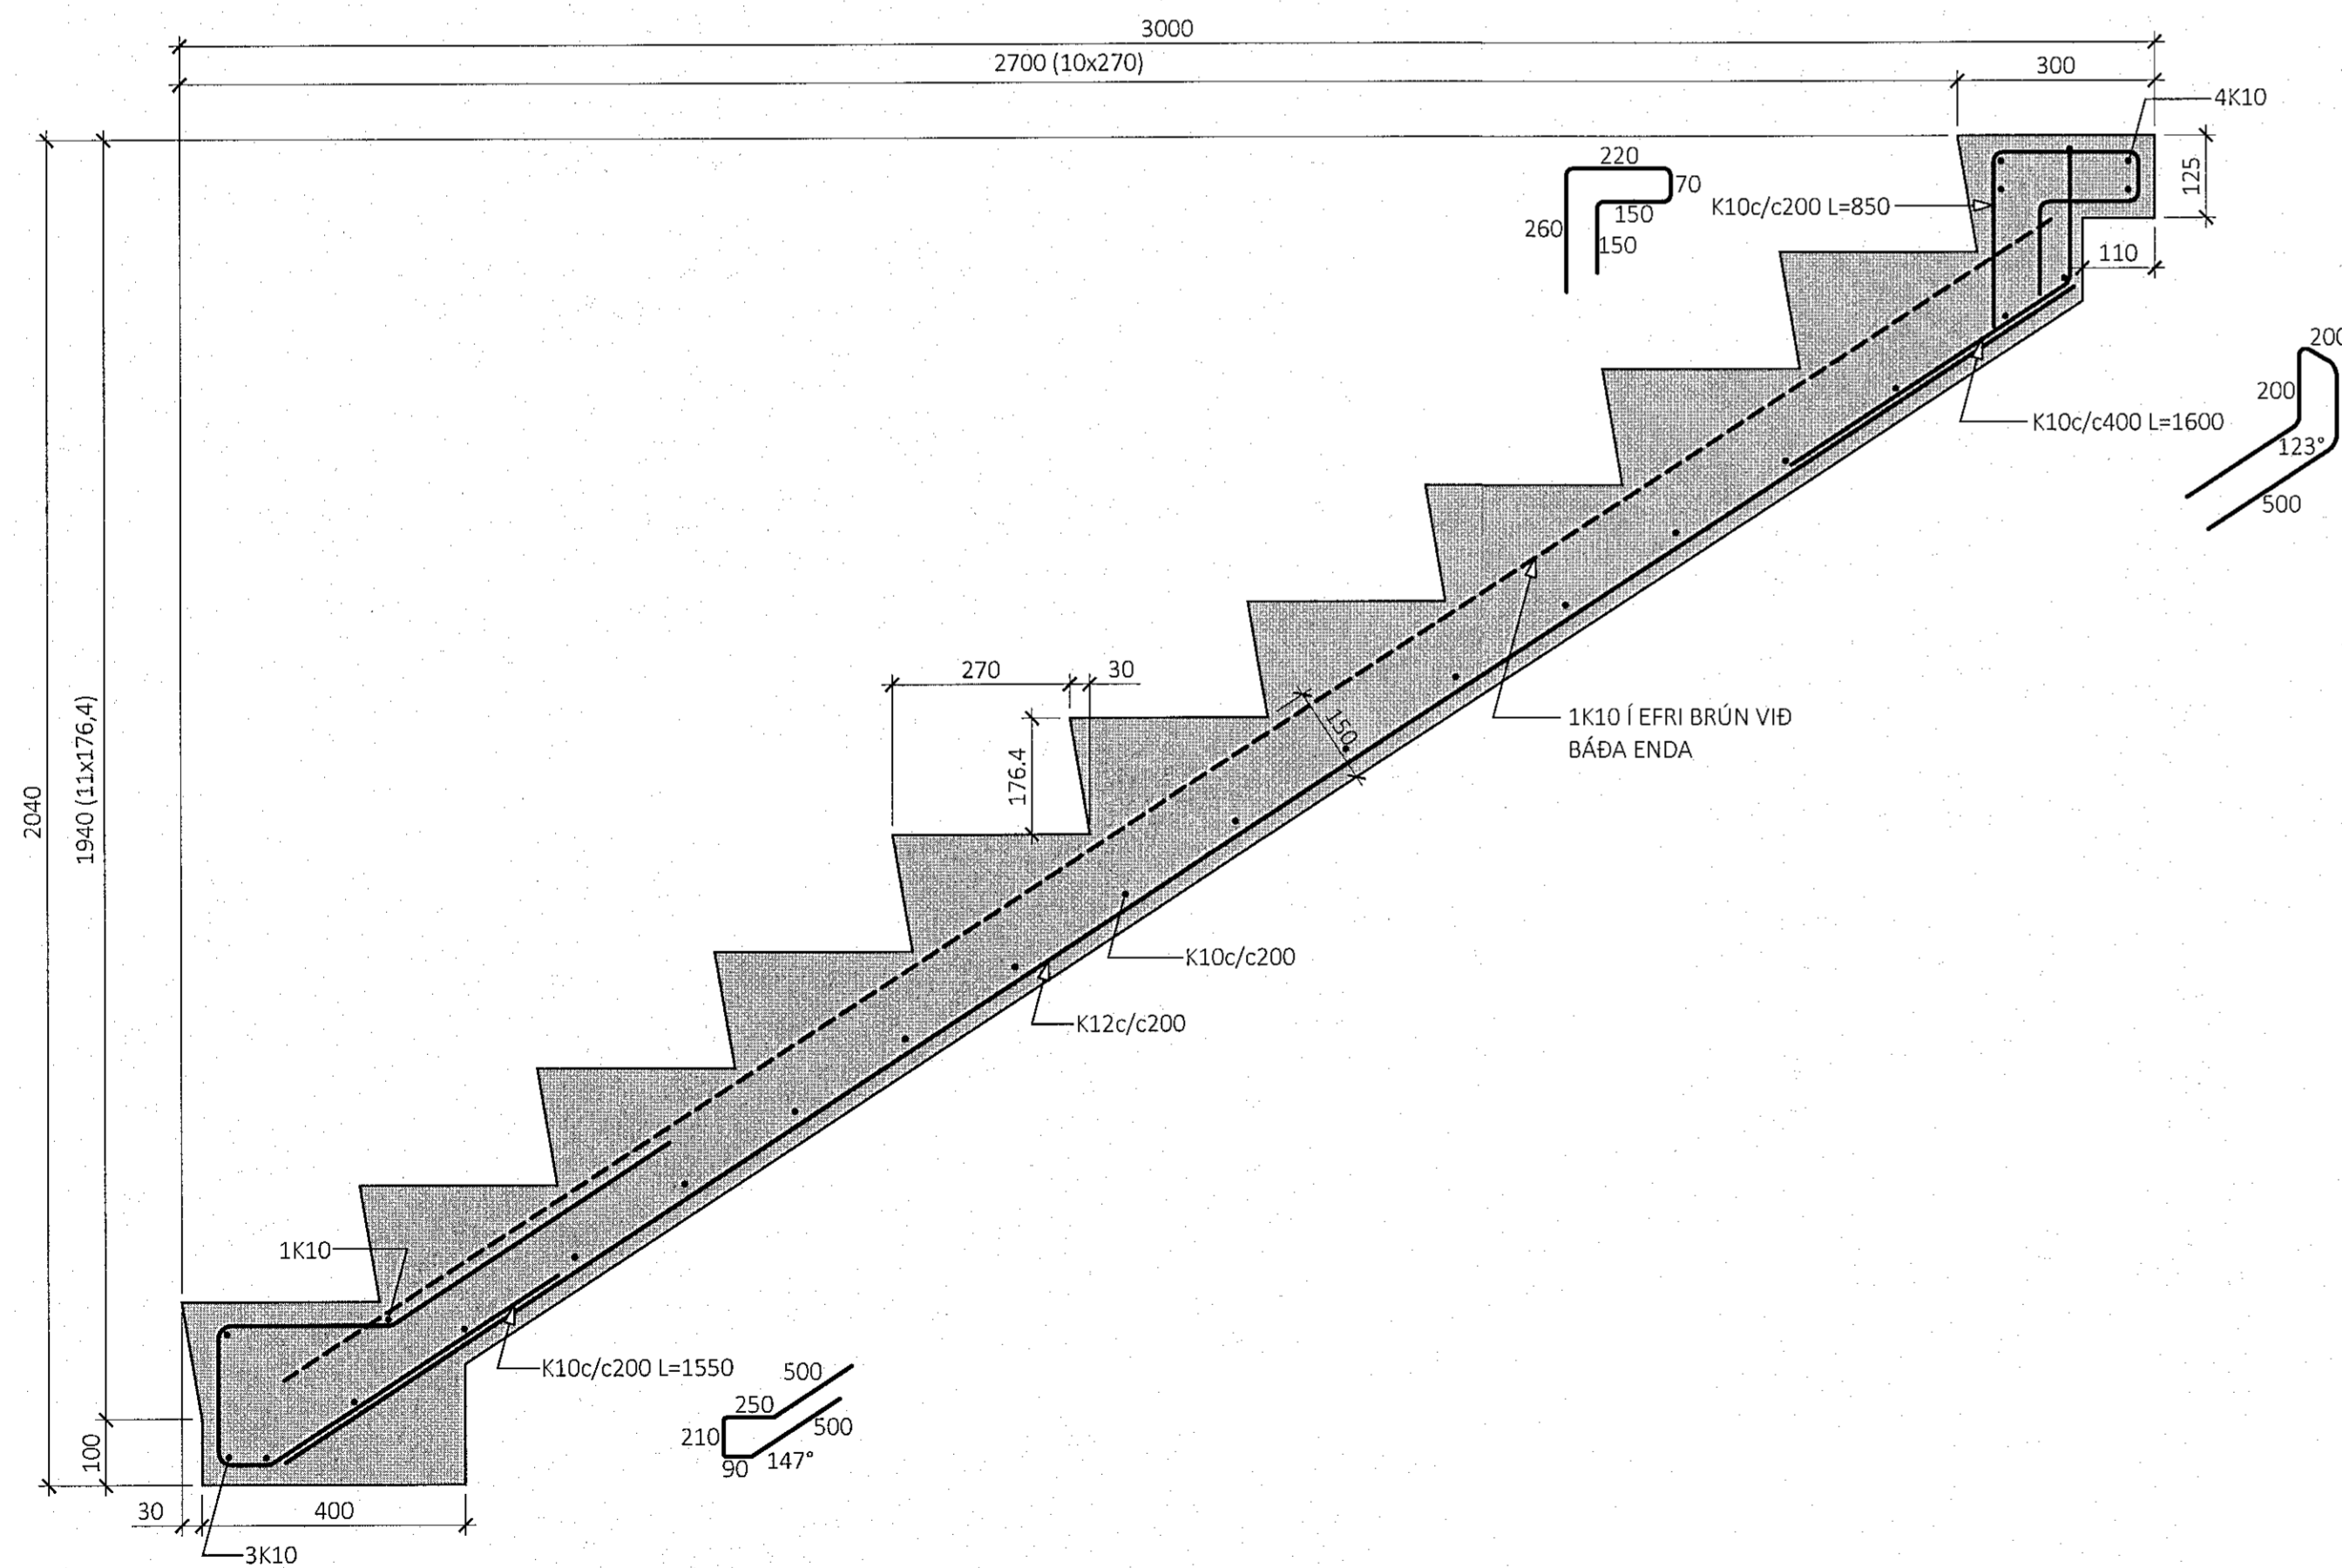 3000
2700 (10x270)
300
4K10
220
70
125
K10c/c200 L=850
150
260
150
110
200
200
K10c/c400 L=1600
123°
500
270
30
1K10 Í EFRI BRÚN VIÐ
BÁÐA ENDA
150
176.4
2040
1940 (11x176,4)
K10c/c200
K12c/c200
1K10
K10c/c200 L=1550
500
250
500
210
147°
90
100
30
400
3K10